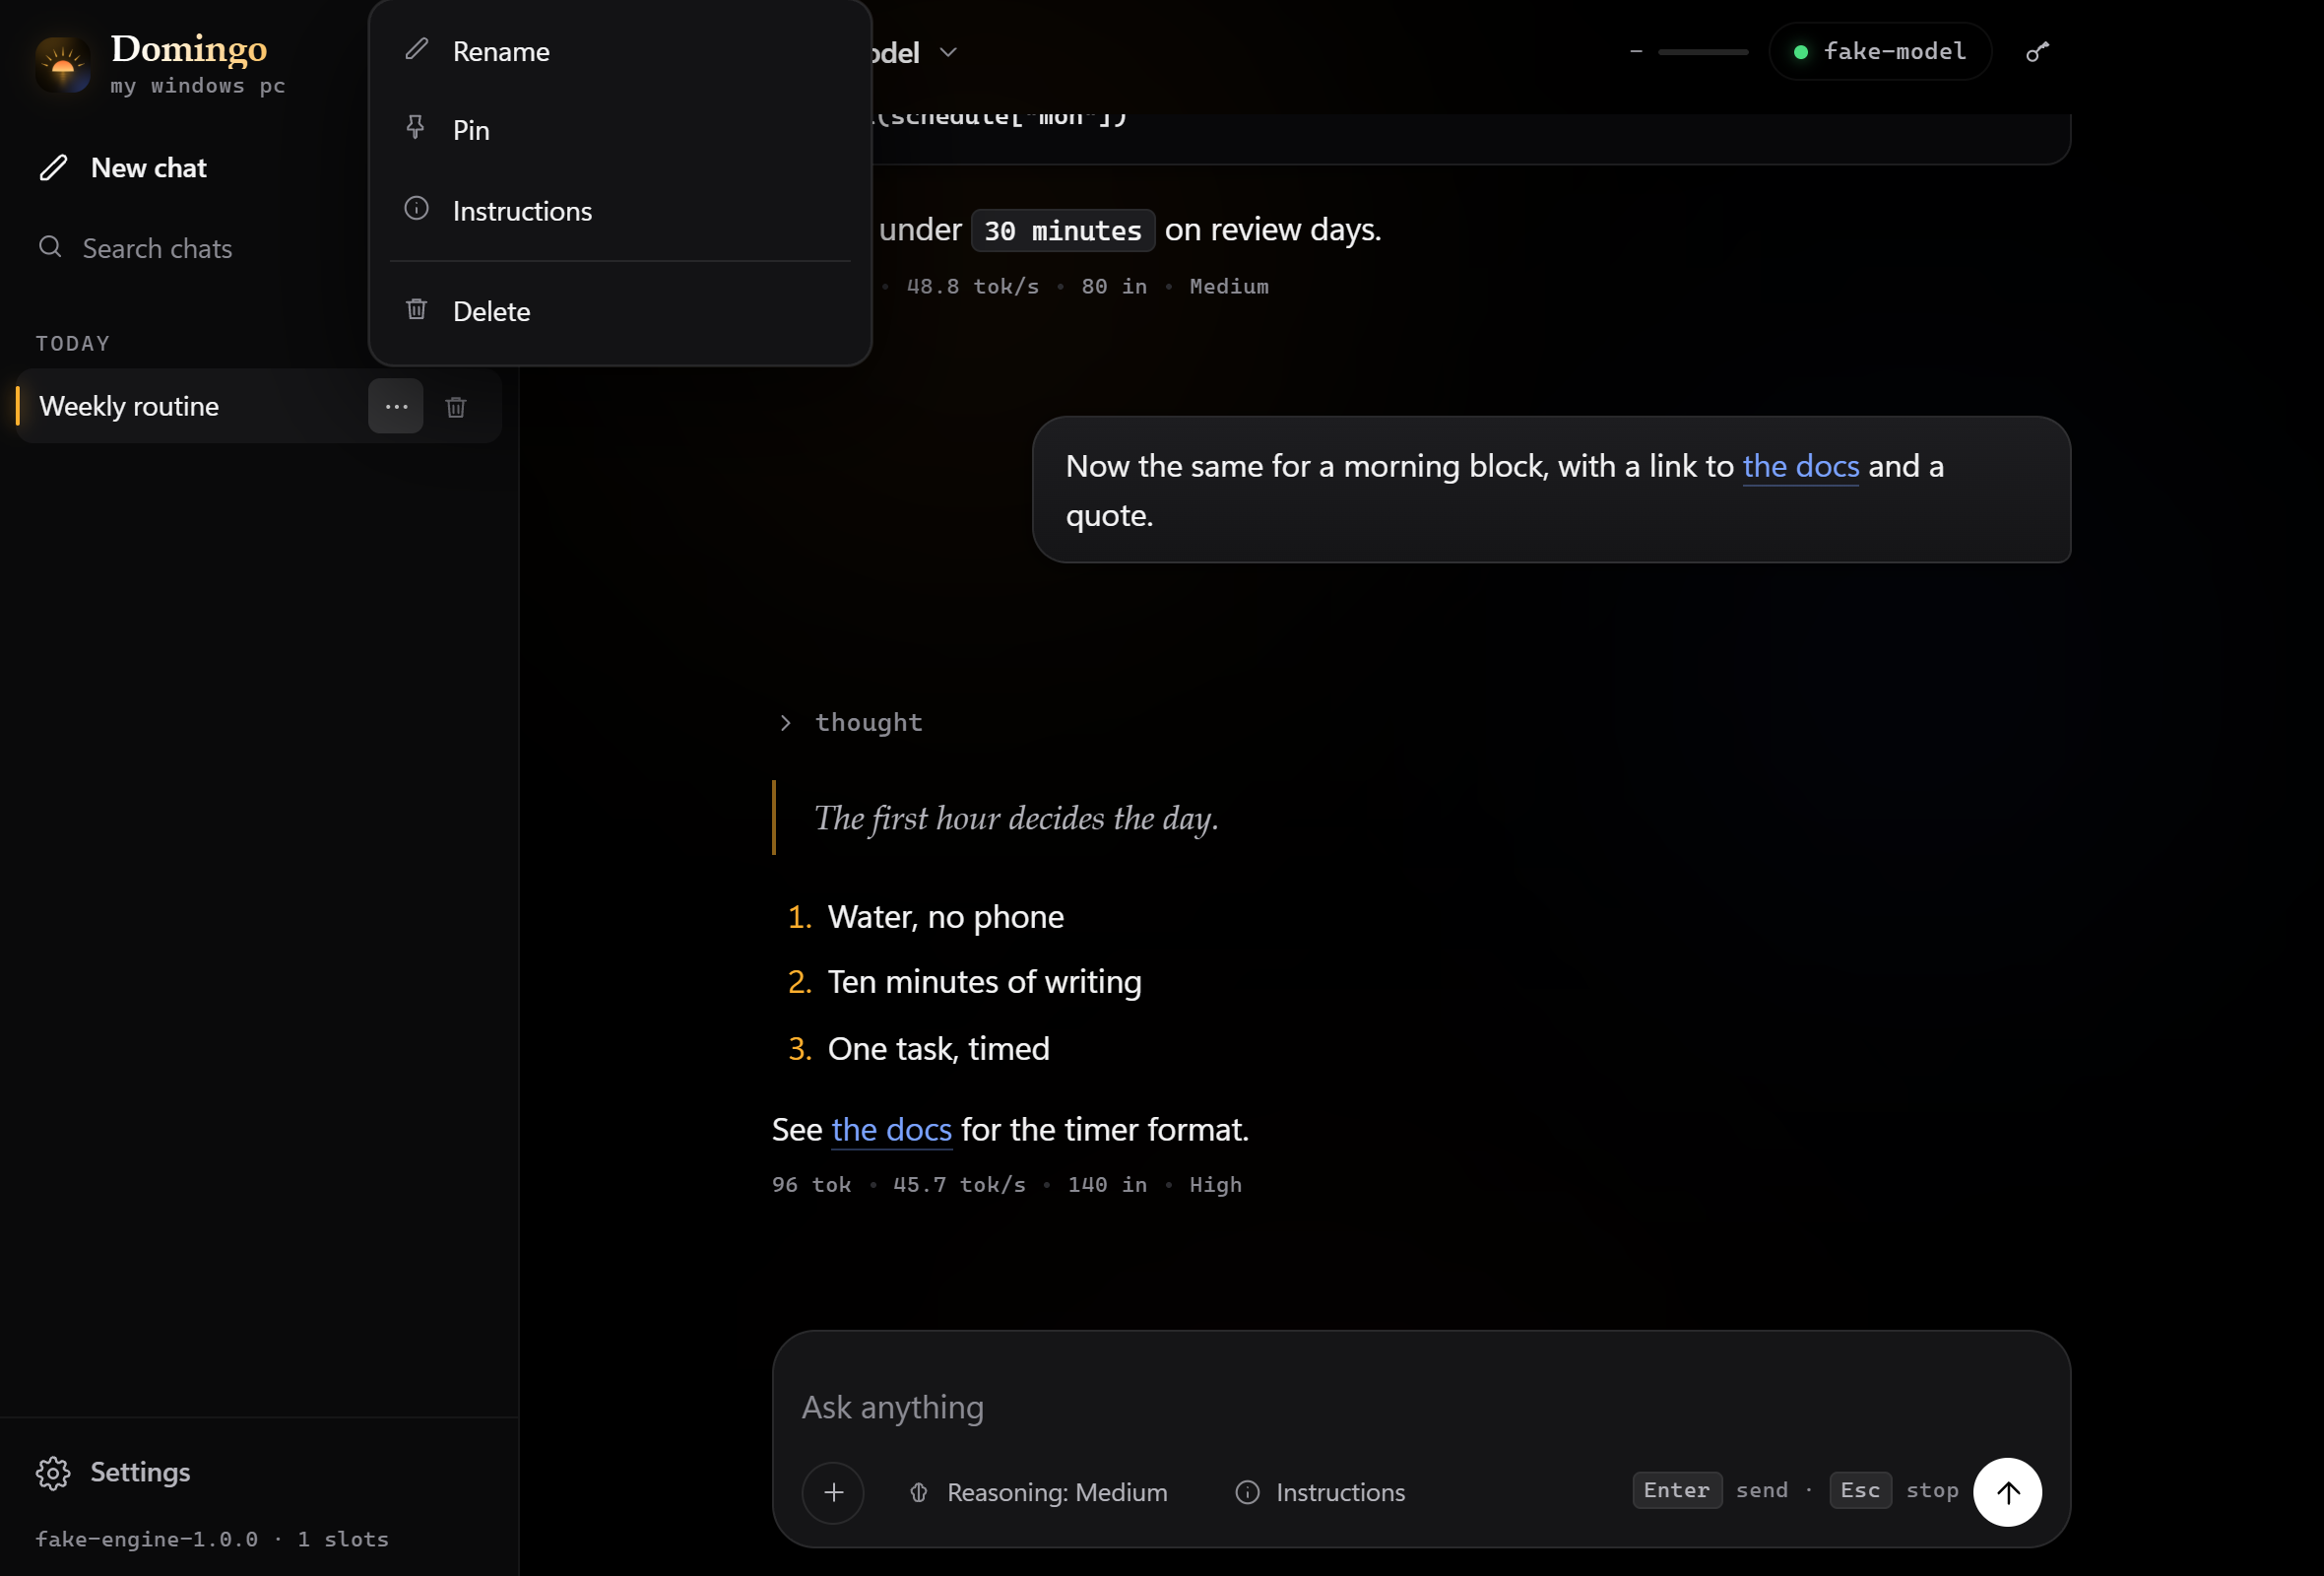 Domingo
my windows pc
New chat
Search chats
TODAY
Weekly routine
Rename
Pin
Instructions
Delete
fake-model
(schedule["mon"])
under 30 minutes on review days.
48.8 tok/s • 80 in • Medium
Now the same for a morning block, with a link to the docs and a
quote.
thought
The first hour decides the day.
1. Water, no phone
2. Ten minutes of writing
3. One task, timed
See the docs for the timer format.
96 tok • 45.7 tok/s • 140 in • High
Ask anything
Reasoning: Medium
Instructions
Enter send · Esc stop
Settings
fake-engine-1.0.0 · 1 slots